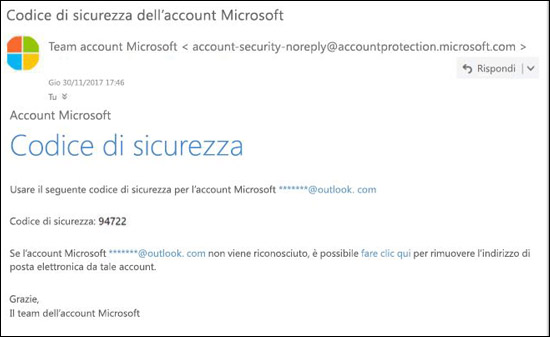 Codice di sicurezza dell'account Microsoft
Team account Microsoft < account-security-noreply@accountprotection.microsoft.com >
Rispondi
Gio 30/11/2017 17:46
Tu
Account Microsoft
Codice di sicurezza
Usare il seguente codice di sicurezza per l'account Microsoft *******@outlook. com
Codice di sicurezza: 94722
Se l'account Microsoft *******@outlook. com non viene riconosciuto, è possibile fare clic qui per rimuovere l'indirizzo di
posta elettronica da tale account.
Grazie,
Il team dell'account Microsoft